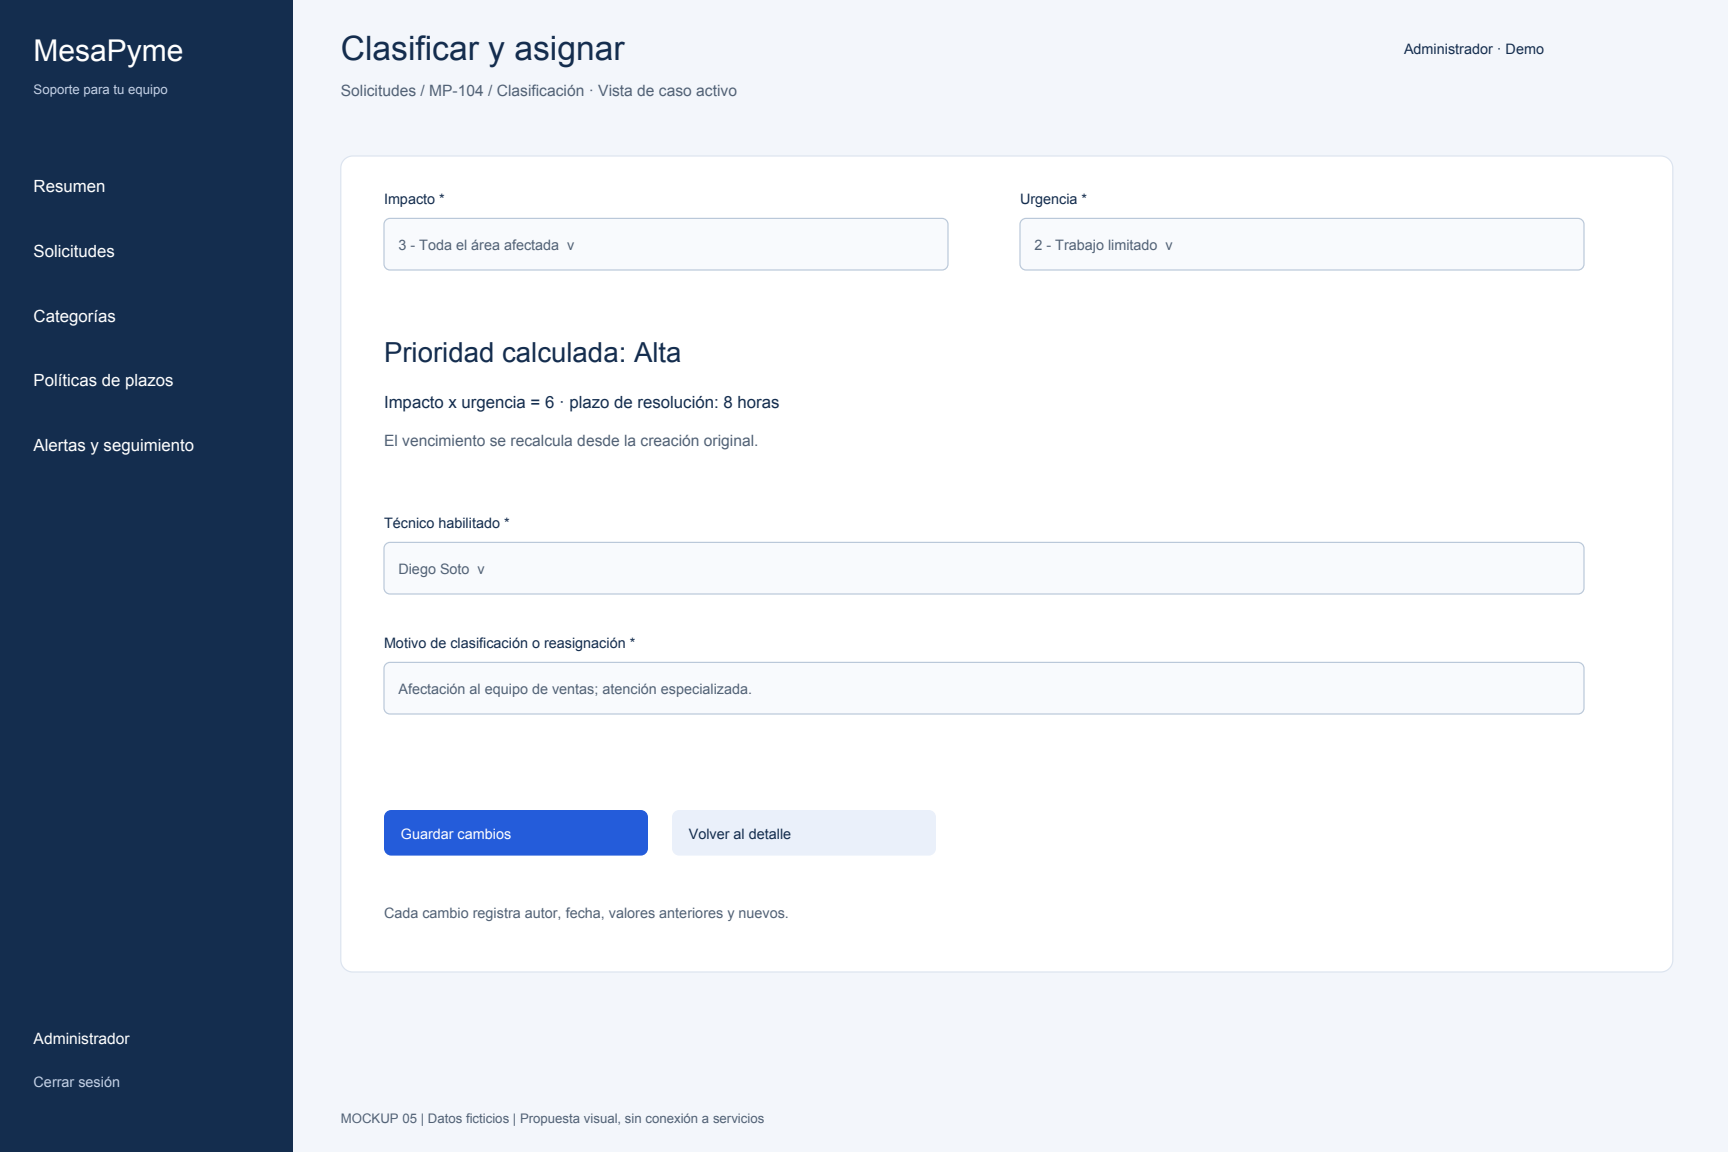 MesaPyme
Soporte para tu equipo
Resumen
Solicitudes
Categorías
Políticas de plazos
Alertas y seguimiento
Administrador
Cerrar sesión
Clasificar y asignar
Administrador · Demo
Solicitudes / MP-104 / Clasificación · Vista de caso activo
Impacto *
3 - Toda el área afectada v
Urgencia *
2 - Trabajo limitado v
Prioridad calculada: Alta
Impacto x urgencia = 6 · plazo de resolución: 8 horas
El vencimiento se recalcula desde la creación original.
Técnico habilitado *
Diego Soto v
Motivo de clasificación o reasignación *
Afectación al equipo de ventas; atención especializada.
Guardar cambios
Volver al detalle
Cada cambio registra autor, fecha, valores anteriores y nuevos.
MOCKUP 05 | Datos ficticios | Propuesta visual, sin conexión a servicios